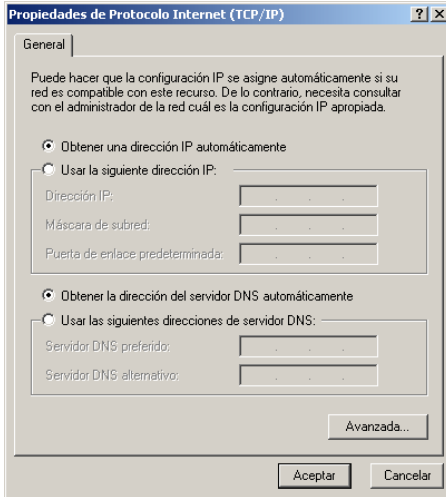 Propiedades de Protocolo Internet (TCP/IP)
General
Puede hacer que la configuración IP se asigne automáticamente si su
red es compatible con este recurso. De lo contrario, necesita consultar
con el administrador de la red cuál es la configuración IP apropiada.
Obtener una dirección IP automáticamente
Usar la siguiente dirección IP:
Dirección IP:
Máscara de subred:
Puerta de enlace predeterminada:
Obtener la dirección del servidor DNS automáticamente
Usar las siguientes direcciones de servidor DNS:
Servidor DNS preferido:
Servidor DNS alternativo:
Avanzada...
Aceptar
Cancelar